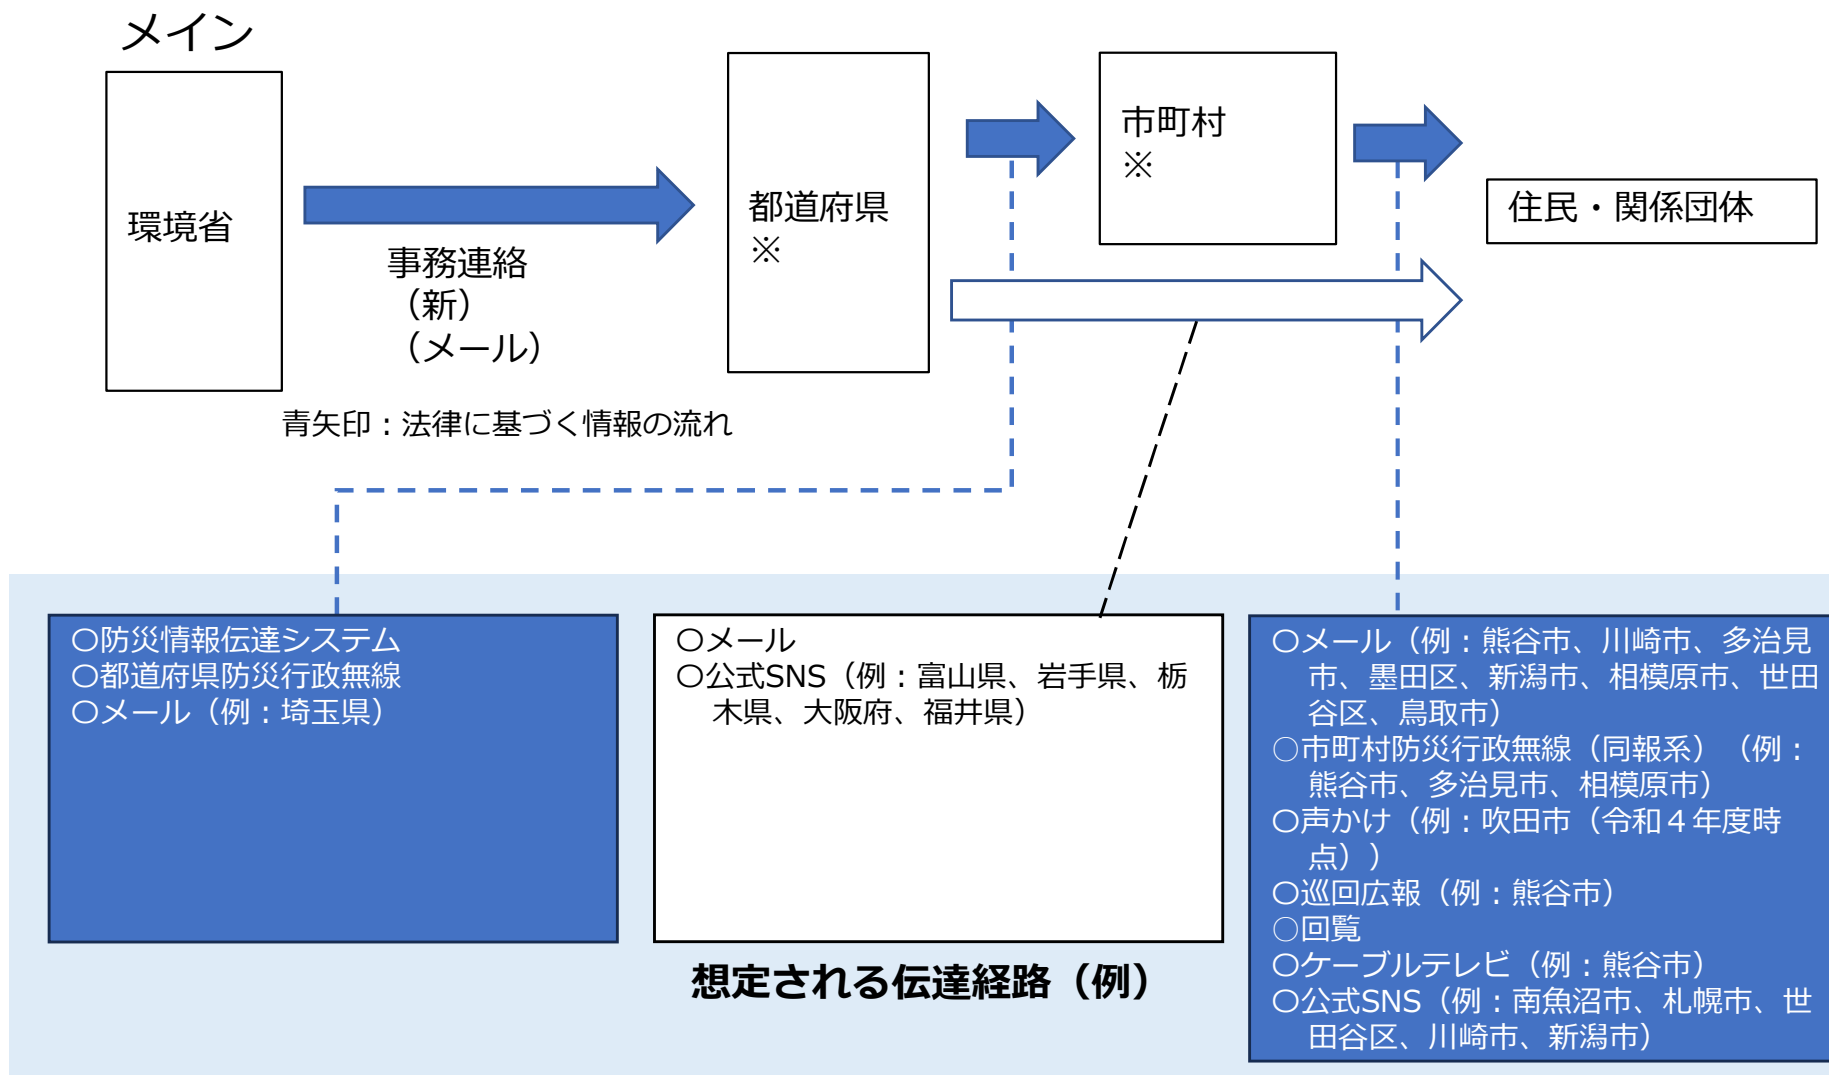 メイン
環境省
事務連絡
（新）
（メール）
都道府県
※
市町村
※
住民・関係団体
青矢印：法律に基づく情報の流れ
〇防災情報伝達システム
〇都道府県防災行政無線
〇メール（例：埼玉県）
〇メール
〇公式SNS（例：富山県、岩手県、栃
木県、大阪府、福井県）
〇メール（例：熊谷市、川崎市、多治見
市、墨田区、新潟市、相模原市、世田
谷区、鳥取市）
○市町村防災行政無線（同報系）（例：
熊谷市、多治見市、相模原市）
〇声かけ（例：吹田市（令和４年度時
点））
〇巡回広報（例：熊谷市）
○回覧
〇ケーブルテレビ（例：熊谷市）
〇公式SNS（例：南魚沼市、札幌市、世
田谷区、川崎市、新潟市）
想定される伝達経路（例）